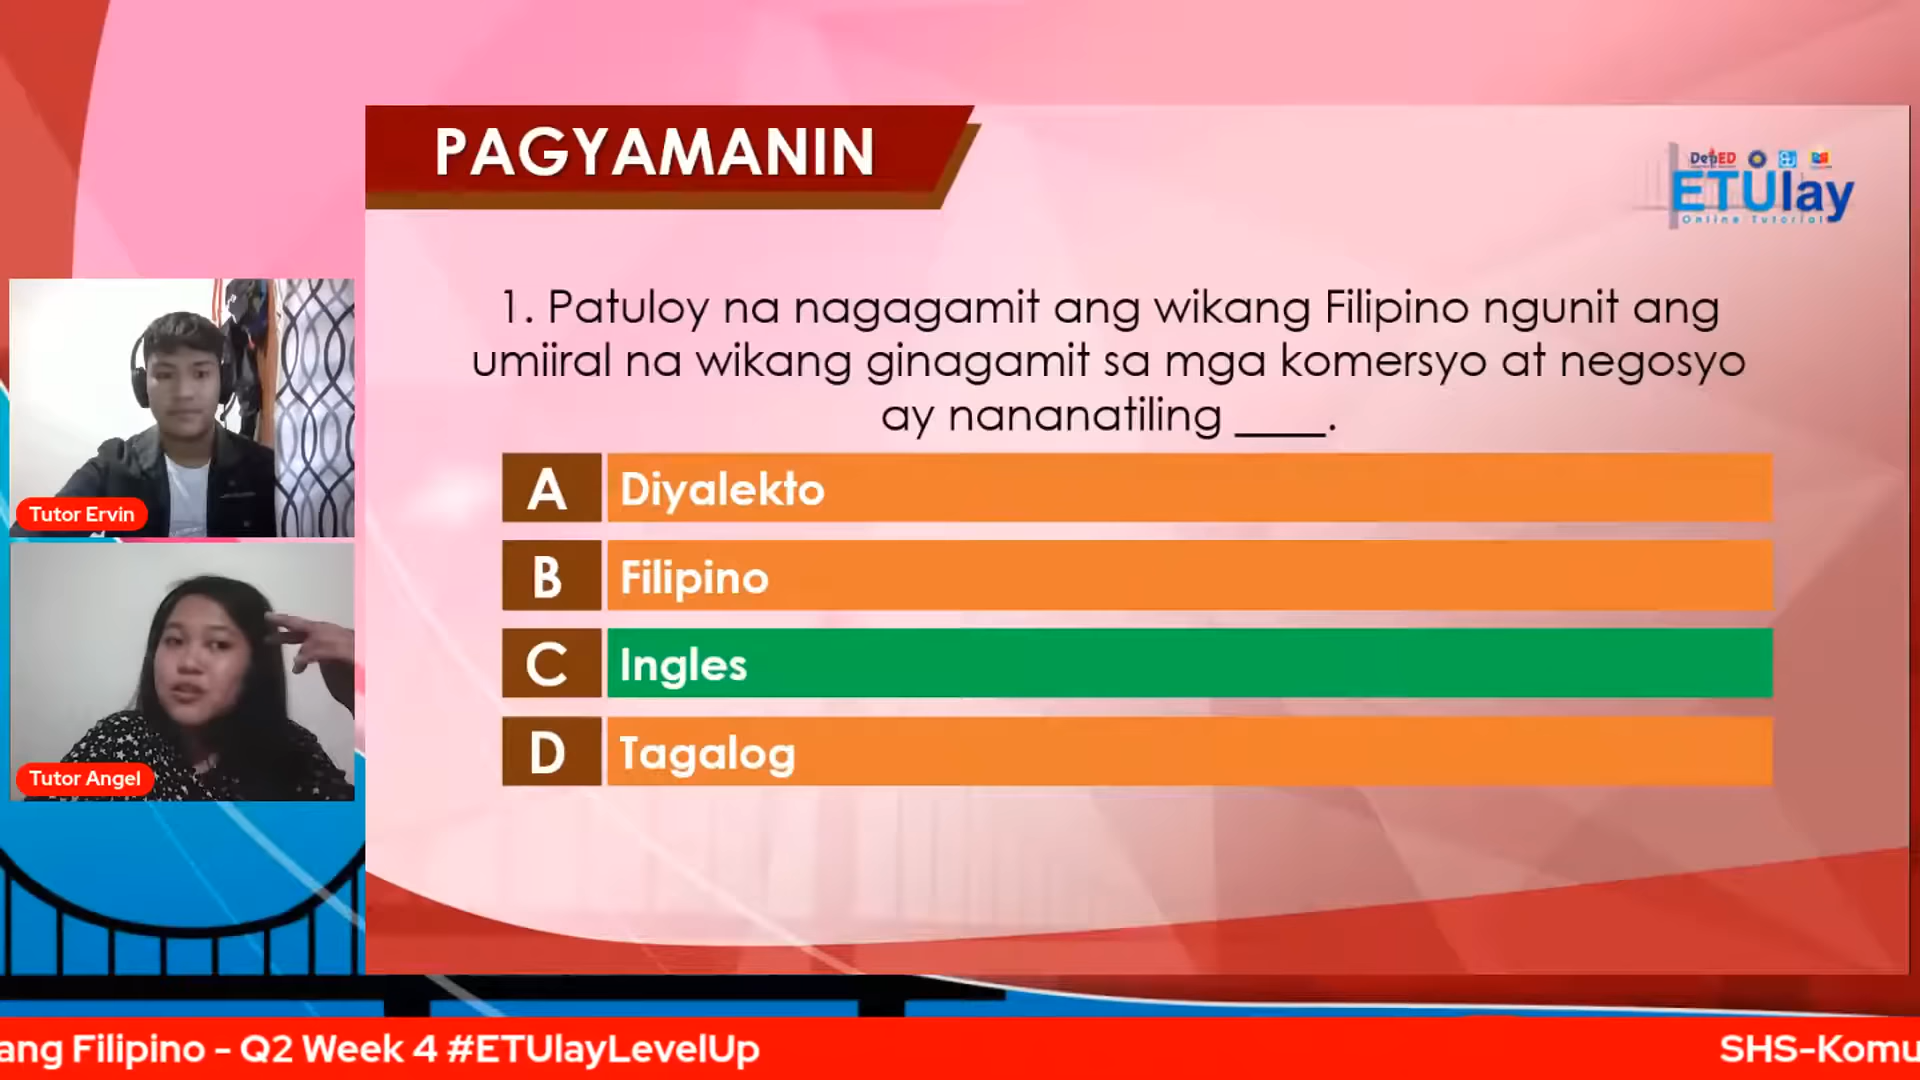 PAGYAMANIN
DepED
ETUlay
Online Tutorial
1. Patuloy na nagagamit ang wikang Filipino ngunit ang
umiiral na wikang ginagamit sa mga komersyo at negosyo
ay nananatiling ____.
A Diyalekto
B Filipino
C Ingles
D Tagalog
Tutor Ervin
Tutor Angel
ang Filipino - Q2 Week 4 #ETUlayLevelUp
SHS-Komu